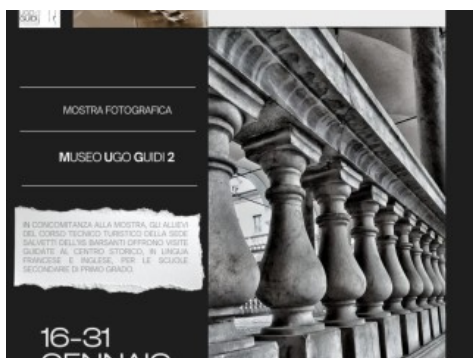 MOSTRA FOTOGRAFICA
MUSEO UGO GUIDI 2
IN CONCOMITANZA ALLA MOSTRA, GLI ALLIEVI
DEL CORSO TECNICO TURISTICO DELLA SEDE
SALVETTI DELL'IS BARSANTI OFFRONO VISITE
GUIDATE AL CENTRO STORICO, IN LINGUA
FRANCESE E INGLESE, PER LE SCUOLE
SECONDARIE DI PRIMO GRADO.
16-31
GENNAIO